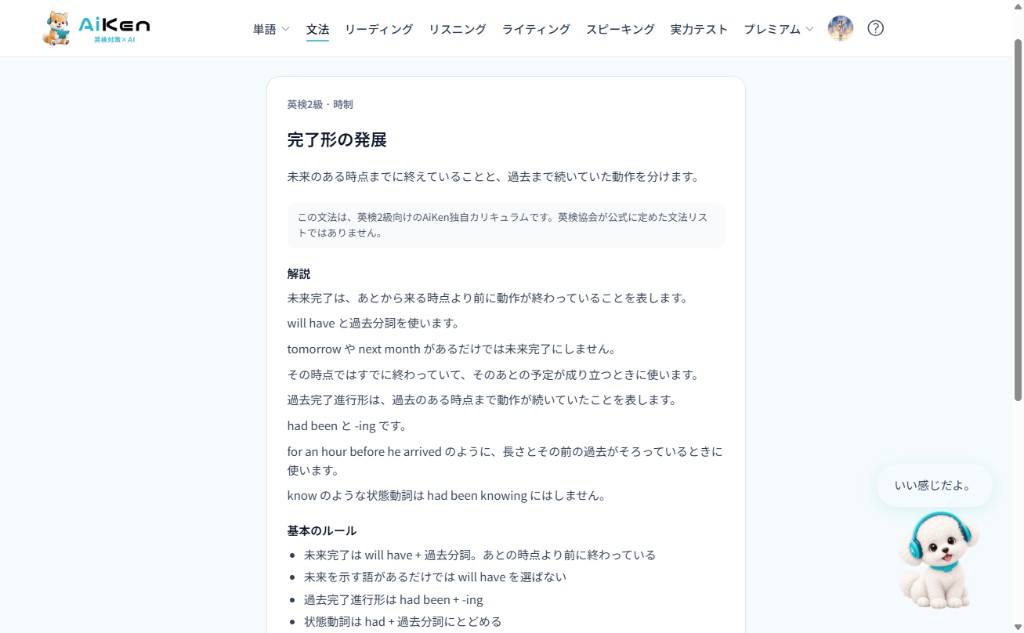 AiKen
英検対策×AI
単語 文法 リーディング リスニング ライティング スピーキング 実力テスト プレミアム ?
英検2級・時制
完了形の発展
未来のある時点までに終えていることと、過去まで続いていた動作を分けます。
この文法は、英検2級向けのAiKen独自カリキュラムです。英検協会が公式に定めた文法リス
トではありません。
解説
未来完了は、あとから来る時点より前に動作が終わっていることを表します。
will have と過去分詞を使います。
tomorrow や next month があるだけでは未来完了にしません。
その時点ではすでに終わっていて、そのあとの予定が成り立つときに使います。
過去完了進行形は、過去のある時点まで動作が続いていたことを表します。
had been と -ing です。
for an hour before he arrived のように、長さとその前の過去がそろっているときに
使います。
know のような状態動詞は had been knowing にはしません。
いい感じだよ。
基本のルール
• 未来完了は will have + 過去分詞。あとの時点より前に終わっている
• 未来を示す語があるだけでは will have を選ばない
• 過去完了進行形は had been + -ing
• 状態動詞は had + 過去分詞にとどめる